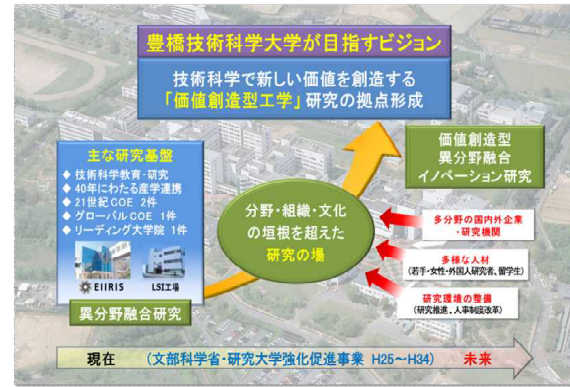 豊橋技術科学大学が目指すビジョン
技術科学で新しい価値を創造する
「価値創造型工学」研究の拠点形成
主な研究基盤
◆ 技術科学教育・研究
◆ 40年にわたる産学連携
◆ 21世紀COE 2件
◆ グローバルCOE 1件
◆ リーディング大学院 1件
EIIRIS
LSI工場
異分野融合研究
分野・組織・文化
の垣根を超えた
研究の場
価値創造型
異分野融合
イノベーション研究
多分野の国内外企業
・研究機関
多様な人材
(若手・女性・外国人研究者、留学生)
研究環境の整備
(研究推進、人事制度改革)
現在 (文部科学省・研究大学強化促進事業 H25～H34) 未来